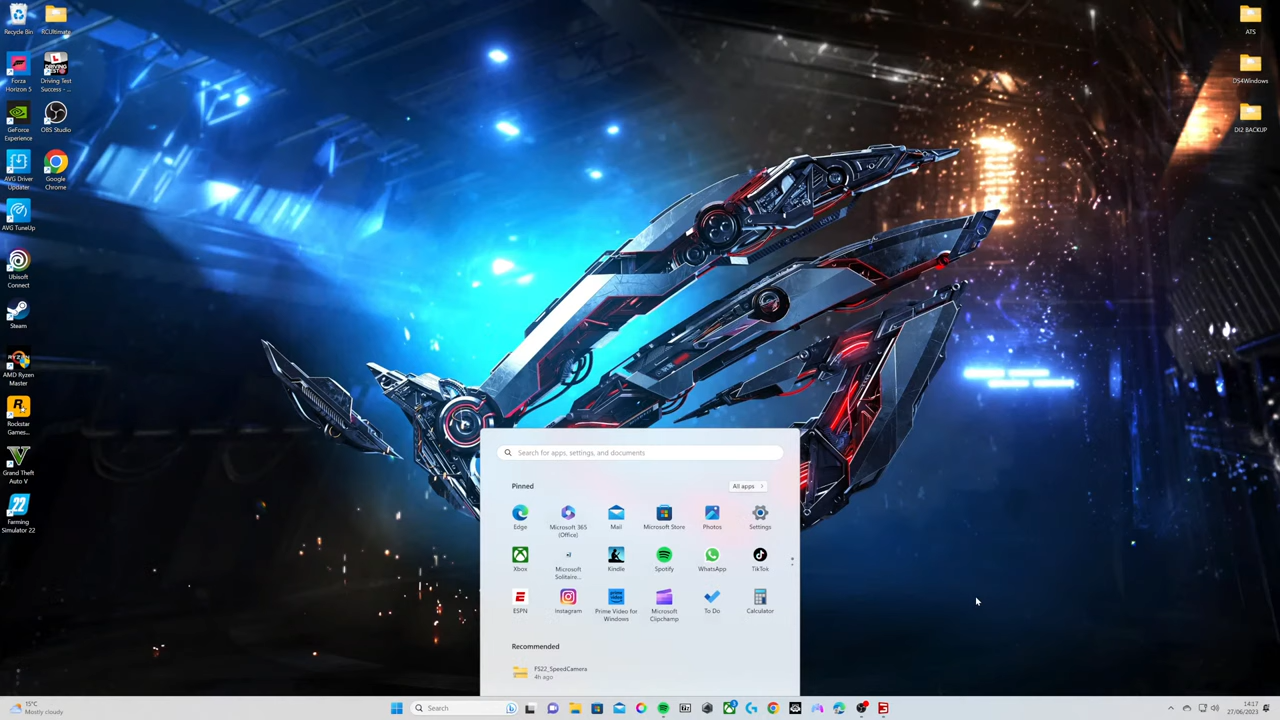 Recycle Bin
RCUltimate
Forza
Horizon 5
Driving Test
Success - ...
GeForce
Experience
OBS Studio
AVG Driver
Updater
Google
Chrome
AVG TuneUp
Ubisoft
Connect
Steam
AMD Ryzen
Master
Rockstar
Games...
Grand Theft
Auto V
Farming
Simulator 22
ATS
DS4Windows
DI2 BACKUP
Search for apps, settings, and documents
Pinned
All apps
Edge
Microsoft 365
(Office)
Mail
Microsoft Store
Photos
Settings
Xbox
Microsoft
Solitaire...
Kindle
Spotify
WhatsApp
TikTok
ESPN
Instagram
Prime Video for
Windows
Microsoft
Clipchamp
To Do
Calculator
Recommended
FS22_SpeedCamera
4h ago
15°C
Mostly cloudy
Search
14:17
27/06/2023